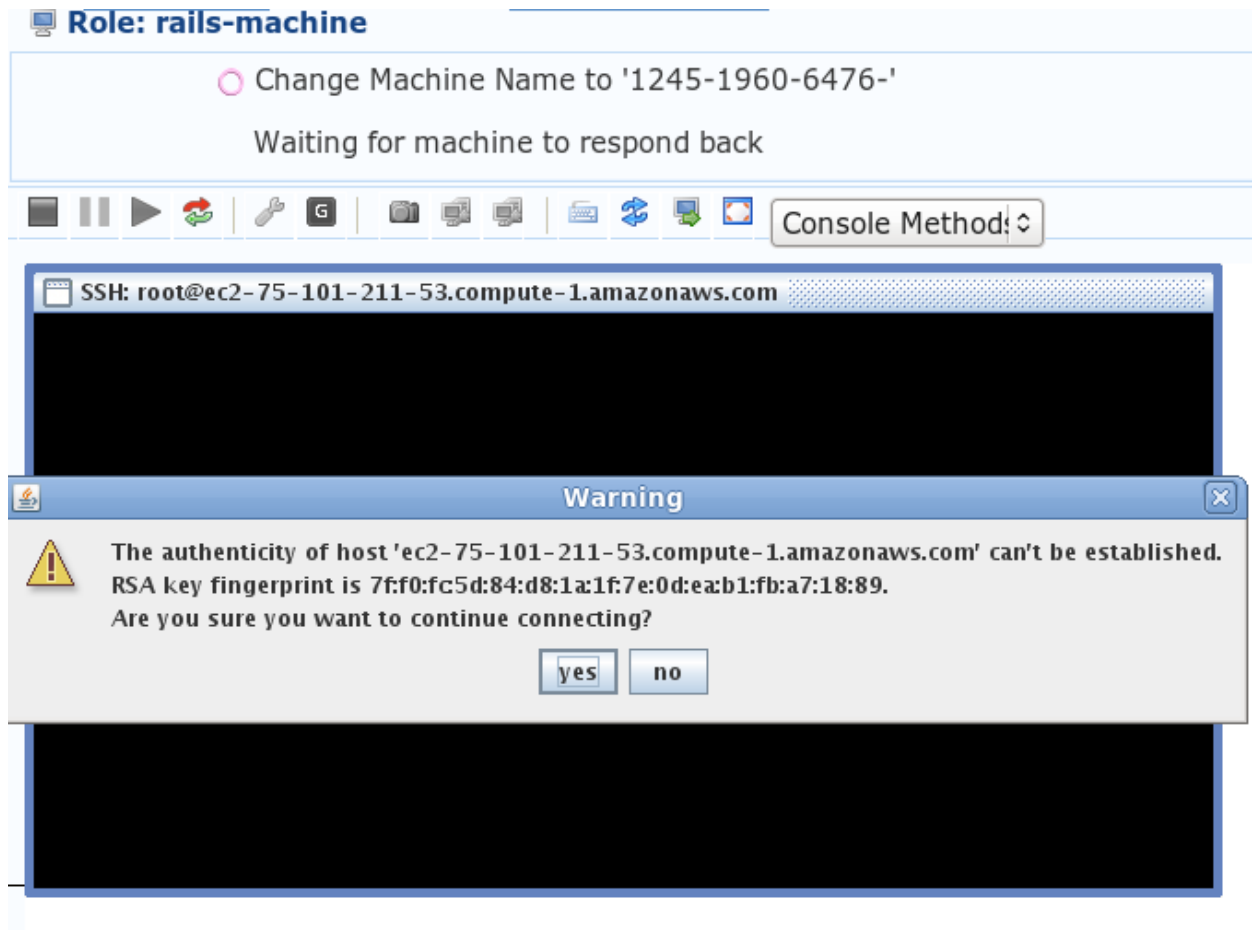 Role: rails-machine
Change Machine Name to '1245-1960-6476-'
Waiting for machine to respond back
G
Console Methods
SSH: root@ec2-75-101-211-53.compute-1.amazonaws.com
Warning
The authenticity of host 'ec2-75-101-211-53.compute-1.amazonaws.com' can't be established.
RSA key fingerprint is 7f:f0:fc:5d:84:d8:1a:1f:7e:0d:ea:b1:fb:a7:18:89.
Are you sure you want to continue connecting?
yes no